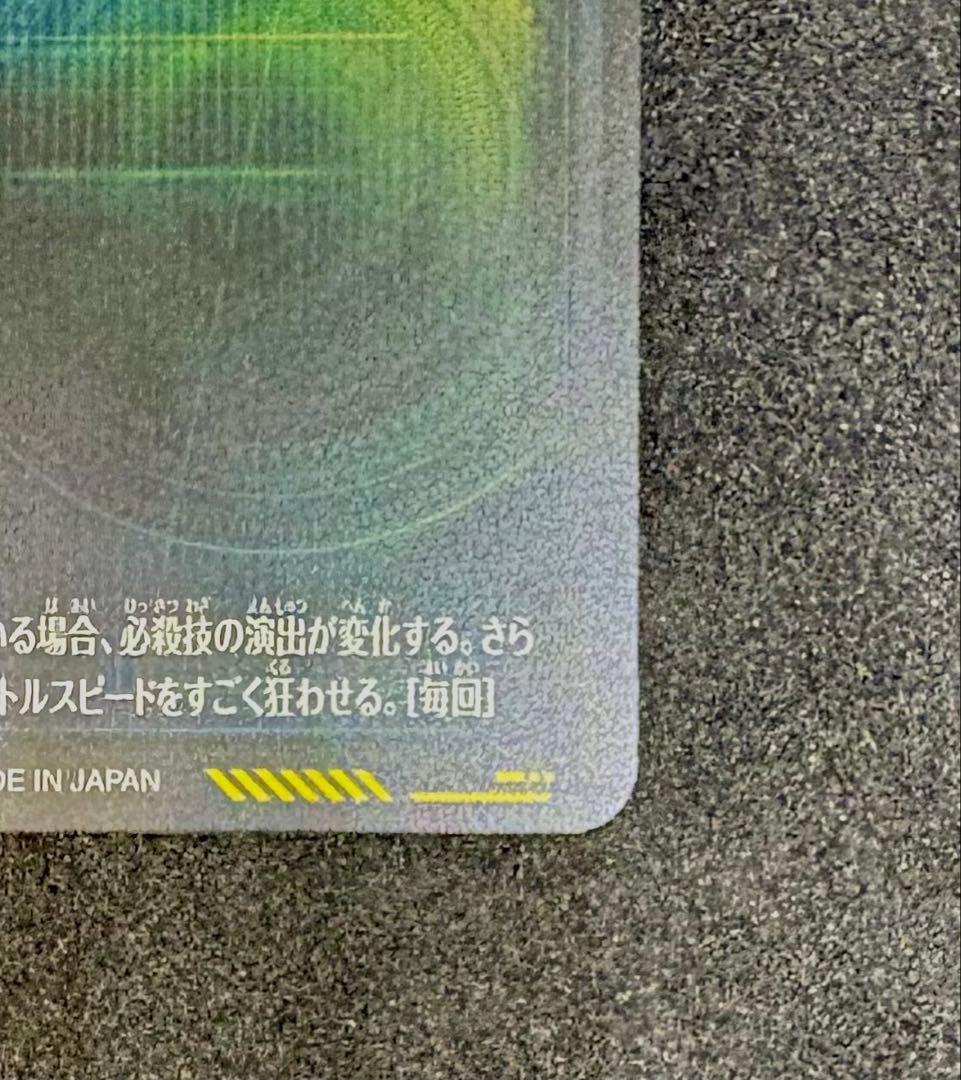 いる場合、必殺技の演出が変化する。さら
トルスピードをすごく狂わせる。[毎回]
DE IN JAPAN